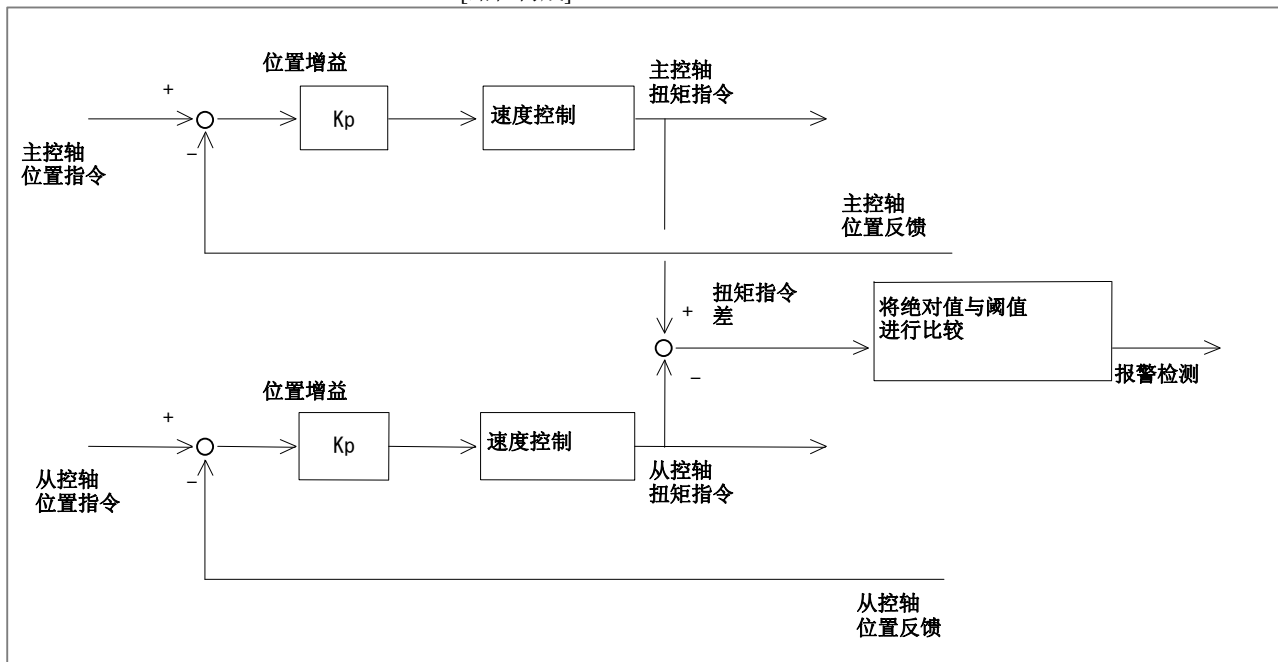 位置增益
主控轴
扭矩指令
+
Kp
速度控制
−
主控轴
位置指令
主控轴
位置反馈
扭矩指令
差
+
将绝对值与阈值
进行比较
−
报警检测
位置增益
+
Kp
速度控制
从控轴
扭矩指令
−
从控轴
位置指令
从控轴
位置反馈